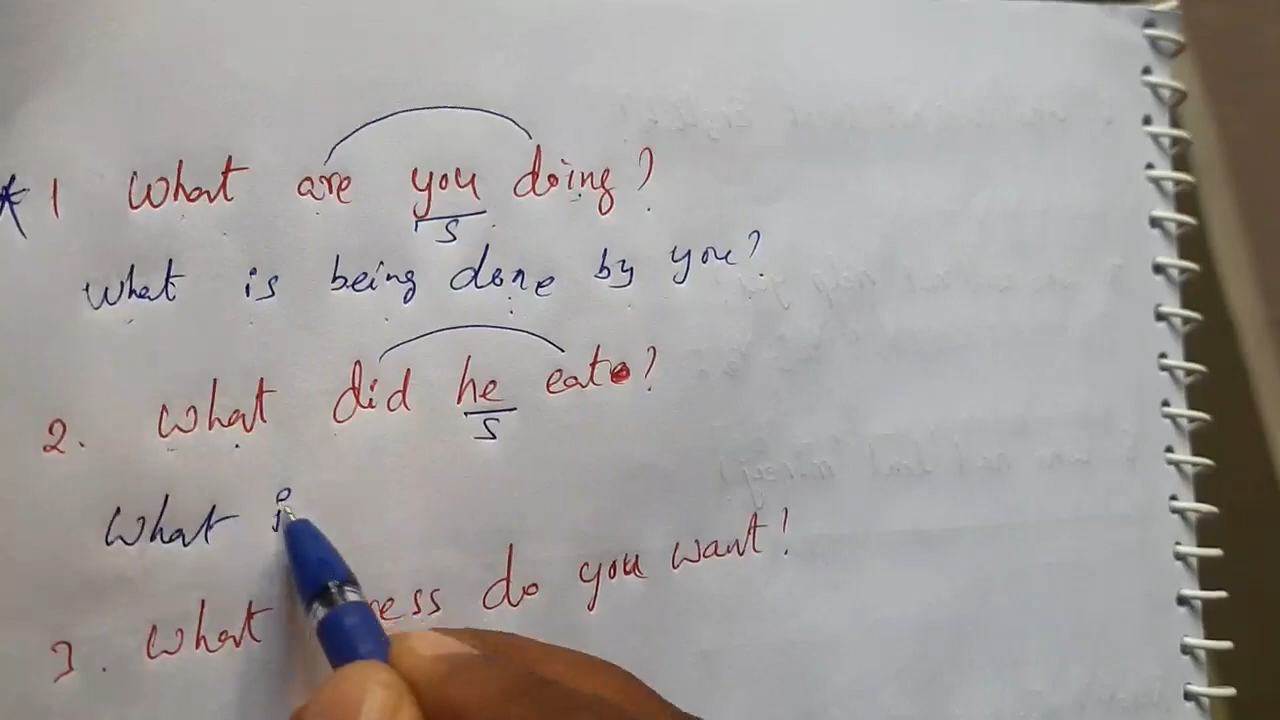 * 1 What are you doing?
S
What is being done by you?
2. What did he eat?
S
What i
3. What do you want!